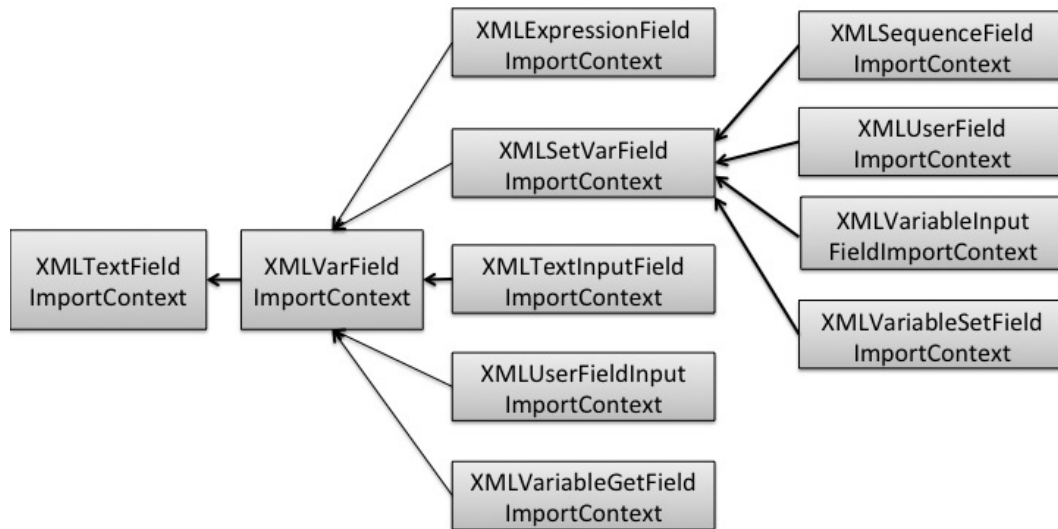 XMLExpressionField
ImportContext
XMLSequenceField
ImportContext
XMLSetVarField
ImportContext
XMLUserField
ImportContext
XMLVariableInput
FieldImportContext
XMLTextField
ImportContext
XMLVarField
ImportContext
XMLTextInputField
ImportContext
XMLVariableSetField
ImportContext
XMLUserFieldInput
ImportContext
XMLVariableGetField
ImportContext